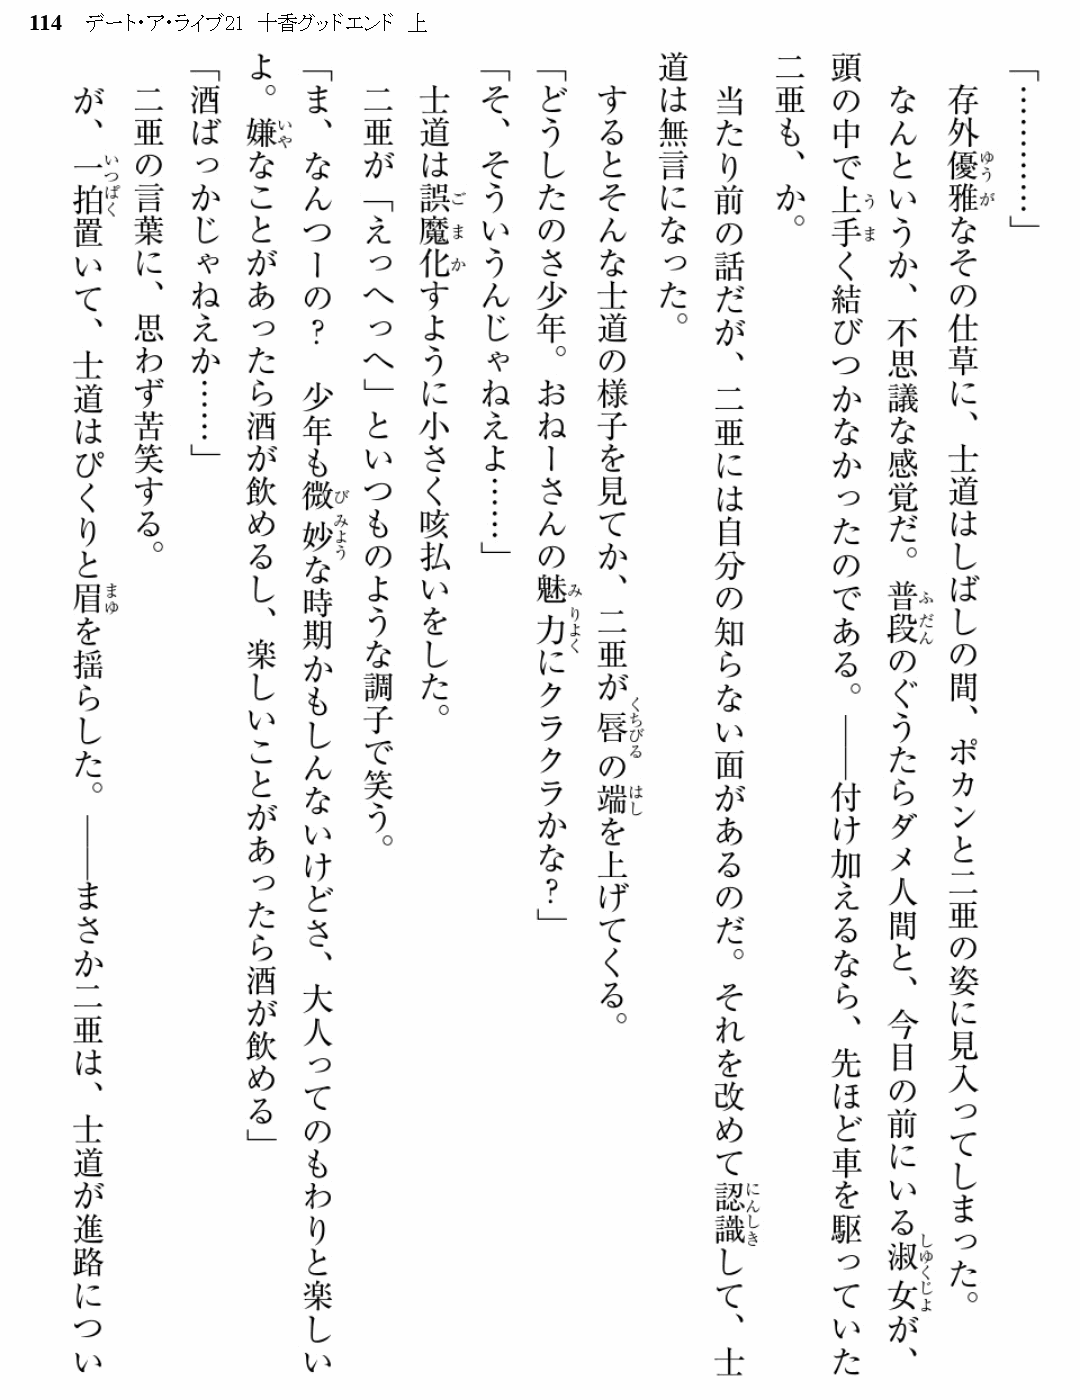 114 デート・ア・ライブ21 十香グッドエンド 上
「…………」
存外優雅なその仕草に、士道はしばしの間、ポカンと二亜の姿に見入ってしまった。
なんというか、不思議な感覚だ。普段のぐうたらダメ人間と、今目の前にいる淑女が、
頭の中で上手く結びつかなかったのである。――付け加えるなら、先ほど車を駆っていた
二亜も、か。
当たり前の話だが、二亜には自分の知らない面があるのだ。それを改めて認識して、士
道は無言になった。
するとそんな士道の様子を見てか、二亜が唇の端を上げてくる。
「どうしたのさ少年。おねーさんの魅力にクラクラかな?」
「そ、そういうんじゃねえよ……」
士道は誤魔化すように小さく咳払いをした。
二亜が「えっへっへ」といつものような調子で笑う。
「ま、なんつーの? 少年も微妙な時期かもしんないけどさ、大人ってのもわりと楽しい
よ。嫌なことがあったら酒が飲めるし、楽しいことがあったら酒が飲める」
「酒ばっかじゃねえか……」
二亜の言葉に、思わず苦笑する。
が、一拍置いて、士道はぴくりと眉を揺らした。――まさか二亜は、士道が進路につい